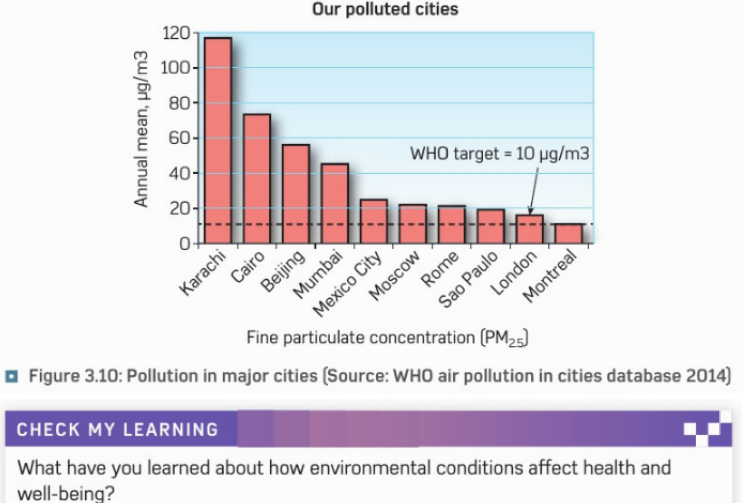 Our polluted cities
Annual mean, µg/m3
120
100
80
60
40
20
0
WHO target = 10 µg/m3
Karachi
Cairo
Beijing
Mumbai
Mexico City
Moscow
Rome
Sao Paulo
London
Montreal
Fine particulate concentration (PM2.5)
Figure 3.10: Pollution in major cities (Source: WHO air pollution in cities database 2014)
CHECK MY LEARNING
What have you learned about how environmental conditions affect health and
well-being?